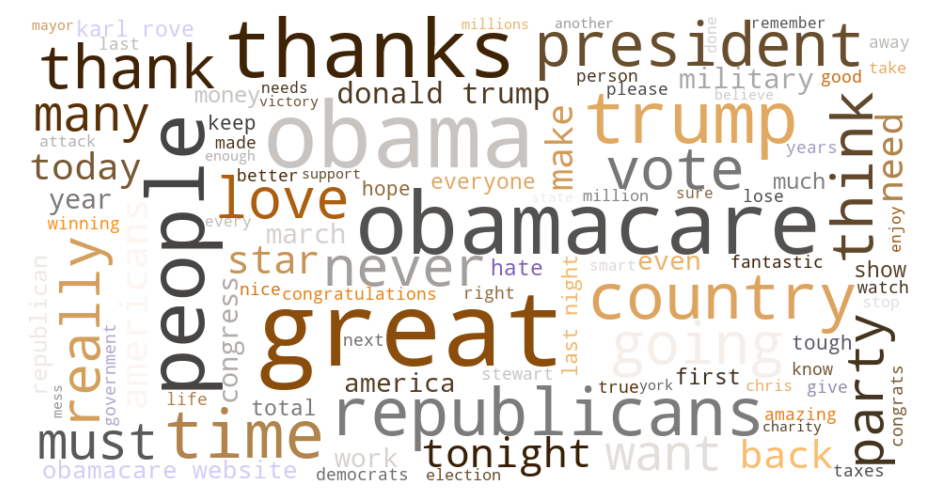 mayor
karl rove
last
thank
thanks
millions
another
done
remember
president
away
take
person
please
military
good
many
money
needs
victory
donald trump
attack
today
people
keep
made
enough
obama
make
trump
believe
think
need
years
year
winning
better
support
love
hope
everyone
vote
much
every
march
obamacare
state
million
sure
lose
enjoy
really
americans
republican
star
never
hate
smart
even
fantastic
show
watch
stop
congress
nice
congratulations
right
last night
country
great
next
going
tough
party
mess
government
life
america
stewart
true
york
first
chris
know
give
congrats
must
time
total
republicans
amazing
charity
obamacare website
work
tonight
want
back
democrats
election
taxes